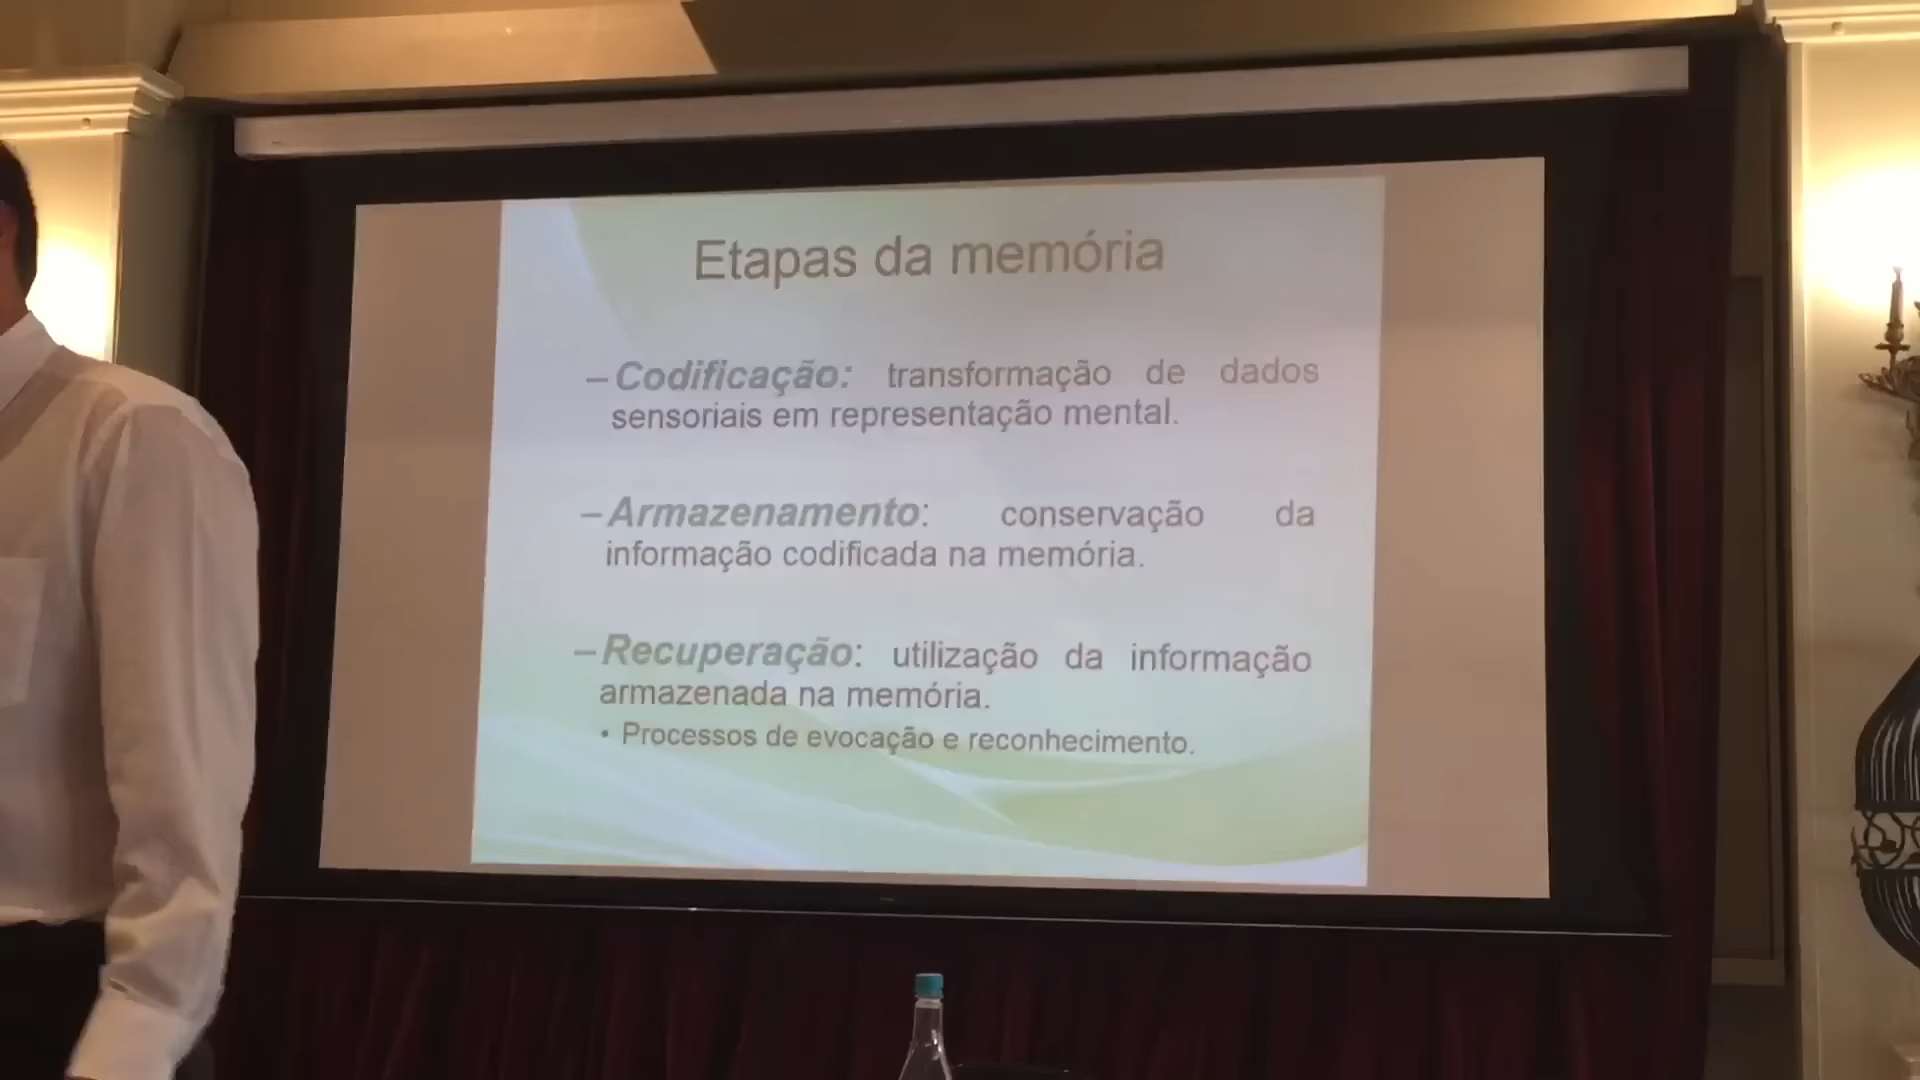 Etapas da memória
– Codificação: transformação de dados
sensoriais em representação mental.
– Armazenamento: conservação da
informação codificada na memória.
– Recuperação: utilização da informação
armazenada na memória.
• Processos de evocação e reconhecimento.